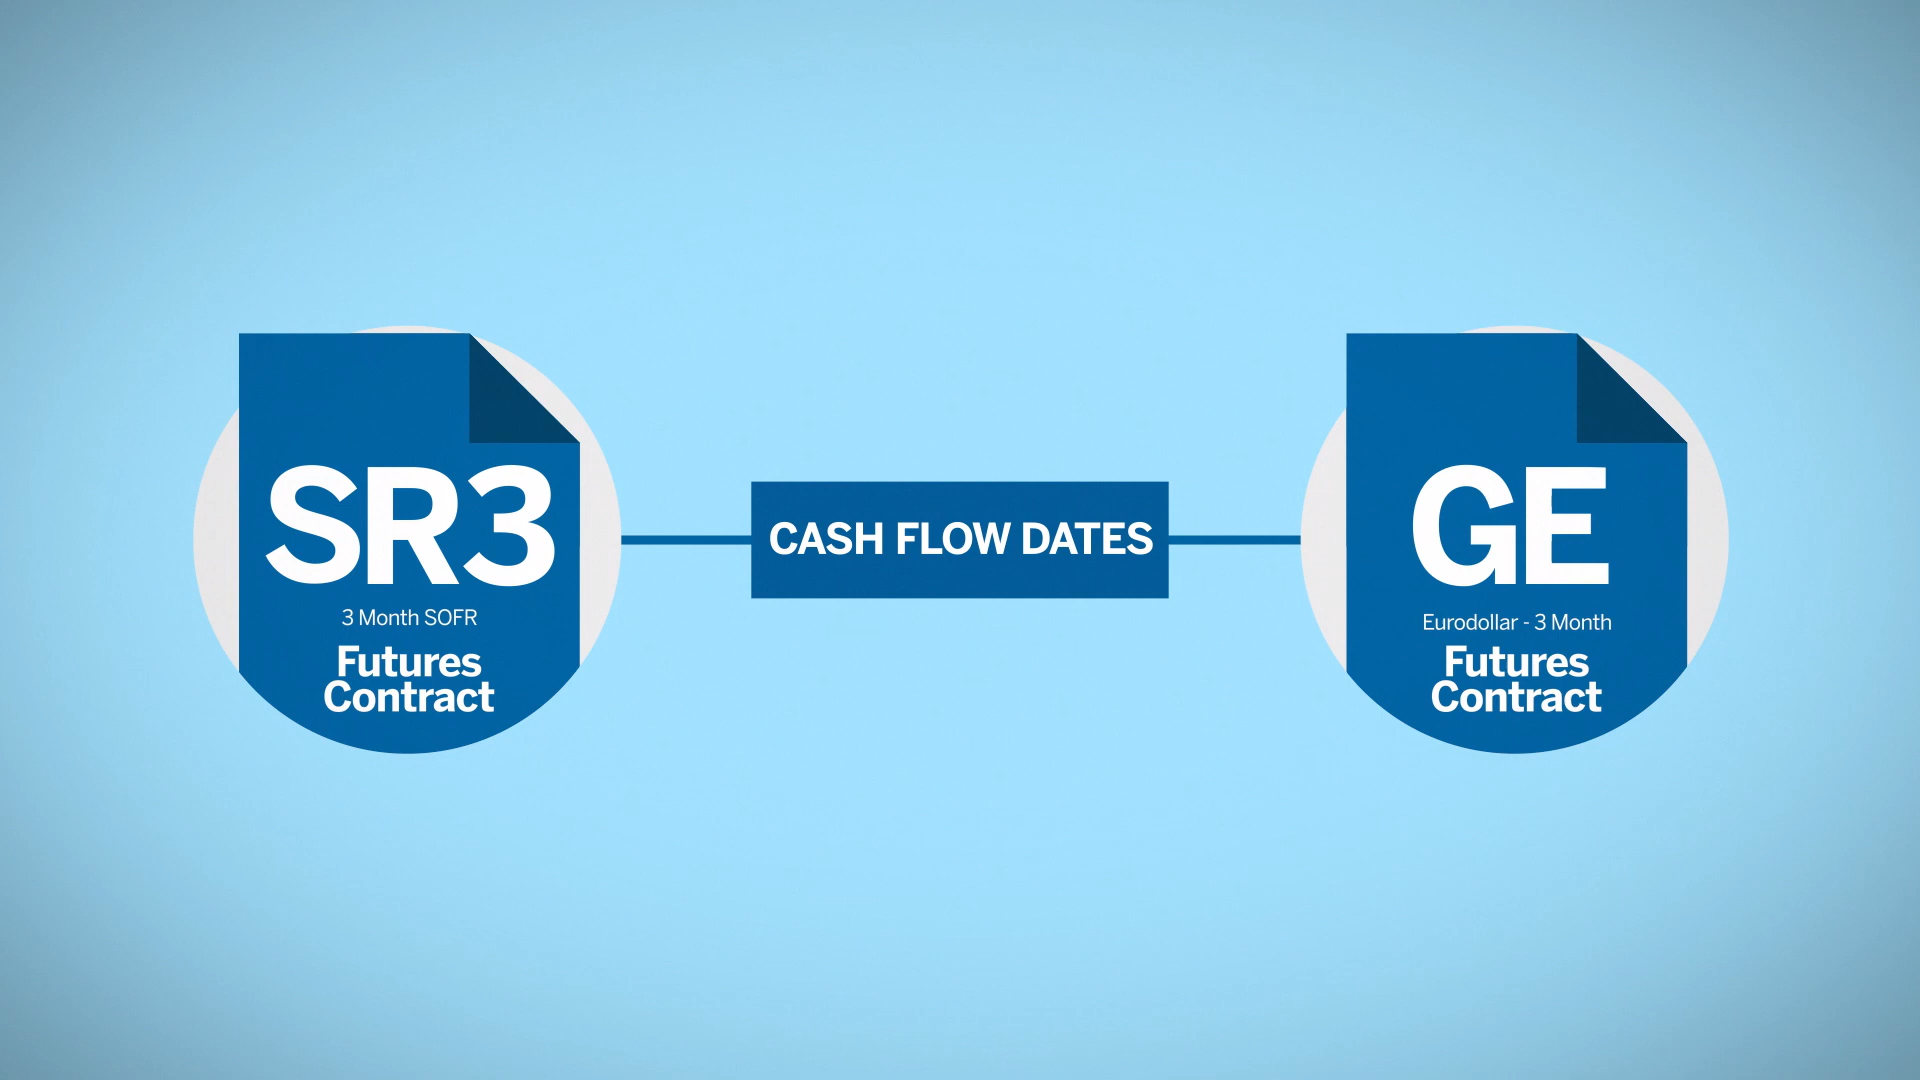 SR3
3 Month SOFR
Futures
Contract
CASH FLOW DATES
GE
Eurodollar - 3 Month
Futures
Contract